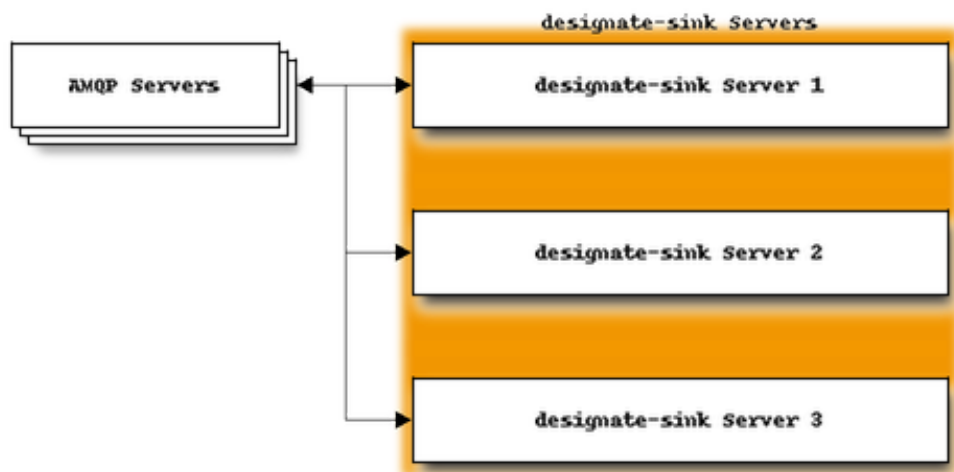 designate-sink Servers
AMQP Servers
designate-sink Server 1
designate-sink Server 2
designate-sink Server 3